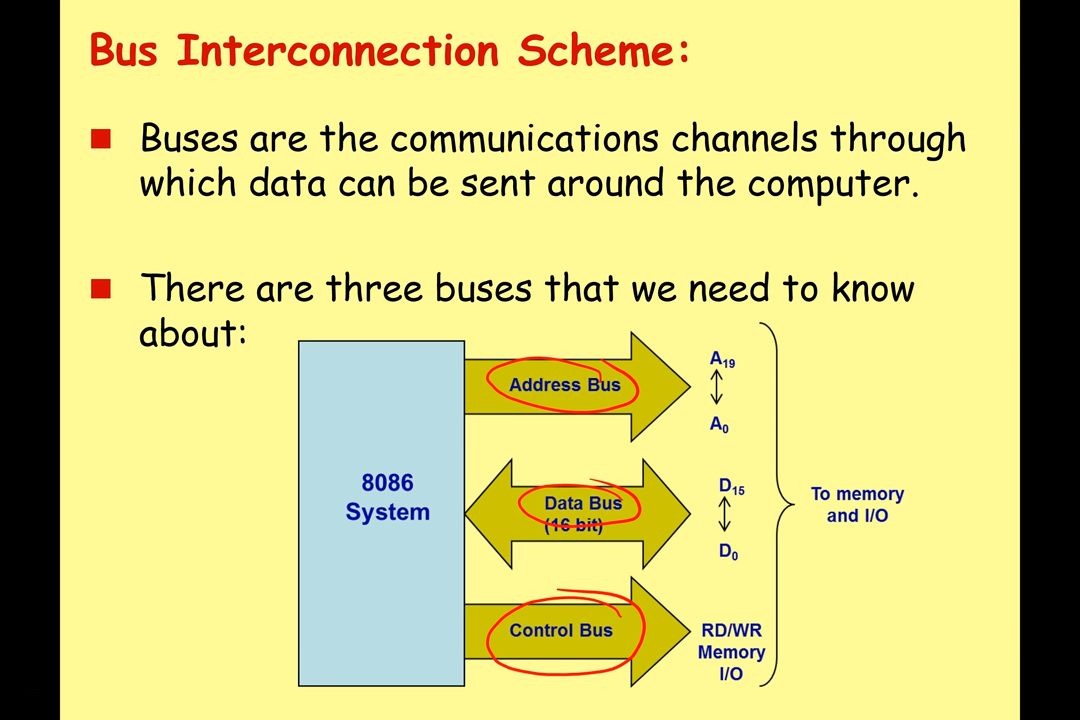 Bus Interconnection Scheme:
Buses are the communications channels through
which data can be sent around the computer.
There are three buses that we need to know
about:
8086
System
Address Bus
A19
A0
Data Bus
(16 bit)
D15
D0
Control Bus
RD/WR
Memory
I/O
To memory
and I/O